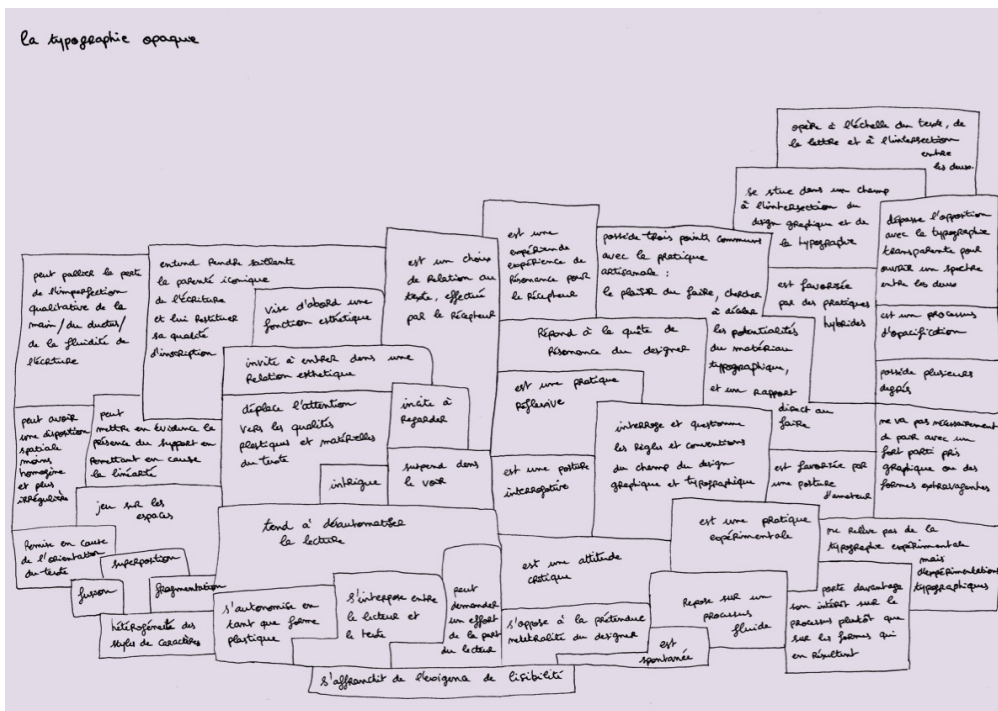 la typographie opaque
opère à l'échelle du texte, de
la lettre et à l'intersection
entre
les deux.
se situe dans un champ
à l'intersection du
design graphique et de
la typographie
dépasse l'opposition
avec la typographie
transparente pour
ouvrir un spectre
entre les deux
est une
expérience de
résonance pour
le récepteur
possède trois points communs
avec la pratique
artisanale :
le plaisir du faire, chercher
à déceler
les potentialités
du matériau
typographique,
et un rapport
direct au
faire
est un choix
de relation au
texte, effectué
par le récepteur
entend rendre saillante
la parenté iconique
de l'écriture
et lui restituer
sa qualité
d'inscription
peut pallier la perte
de l'imperfection
qualitative de la
main / du ductus /
de la fluidité de
l'écriture
vise d'abord une
fonction esthétique
est favorisée
par des pratiques
hybrides
est un processus
d'opacification
Répond à la quête de
Résonance du designer
invite à entrer dans une
Relation esthétique
possède plusieurs
degrés
est une pratique
réflexive
incite à
regarder
déplace l'attention
vers les qualités
plastiques et matérielles
du texte
peut avoir
une disposition
spatiale
moins
homogène
et plus
irrégulière
peut
mettre en évidence la
présence du support en
remettant en cause
la linéarité
interroge et questionne
les règles et conventions
du champ du design
graphique et typographique
ne va pas nécessairement
de pair avec un
fort parti pris
graphique ou des
formes extravagantes
est une posture
interrogative
suspend dans
le voir
intrigue
est favorisée par
une posture
d'amateur
jeu sur les
espaces
tend à désautomatiser
la lecture
est une pratique
expérimentale
ne relève pas de la
typographie expérimentale
mais
d'expérimentations
typographiques
Remise en cause
de l'orientation
du texte
superposition
est une attitude
critique
fusion
fragmentation
s'autonomise en
tant que forme
plastique
s'interpose entre
le lecteur et
le texte
peut
demander
un effort
de la part
du lecteur
Repose sur un
processus
fluide
porte davantage
son intérêt sur le
processus plutôt que
sur les formes qui
en résultent
hétérogénéité des
styles de caractères
s'oppose à la prétendue
neutralité du designer
est
spontanée
s'affranchit de l'exigence de lisibilité